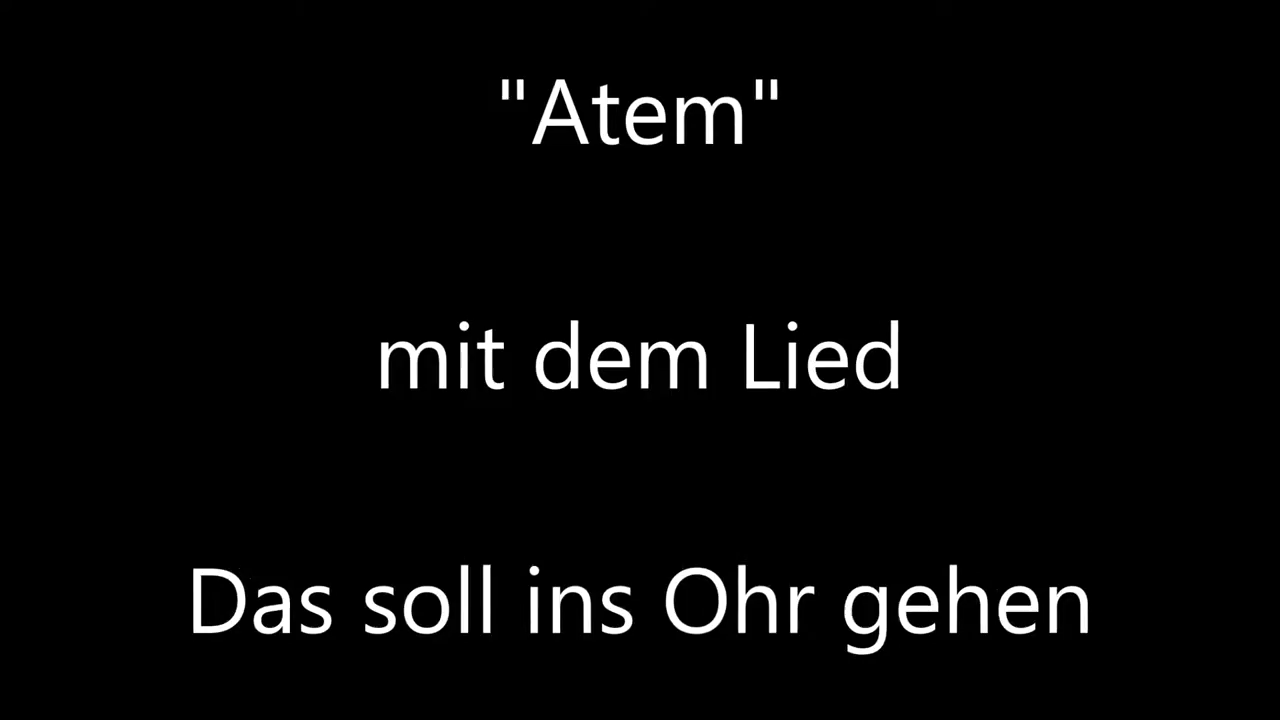 "Atem"
mit dem Lied
Das soll ins Ohr gehen